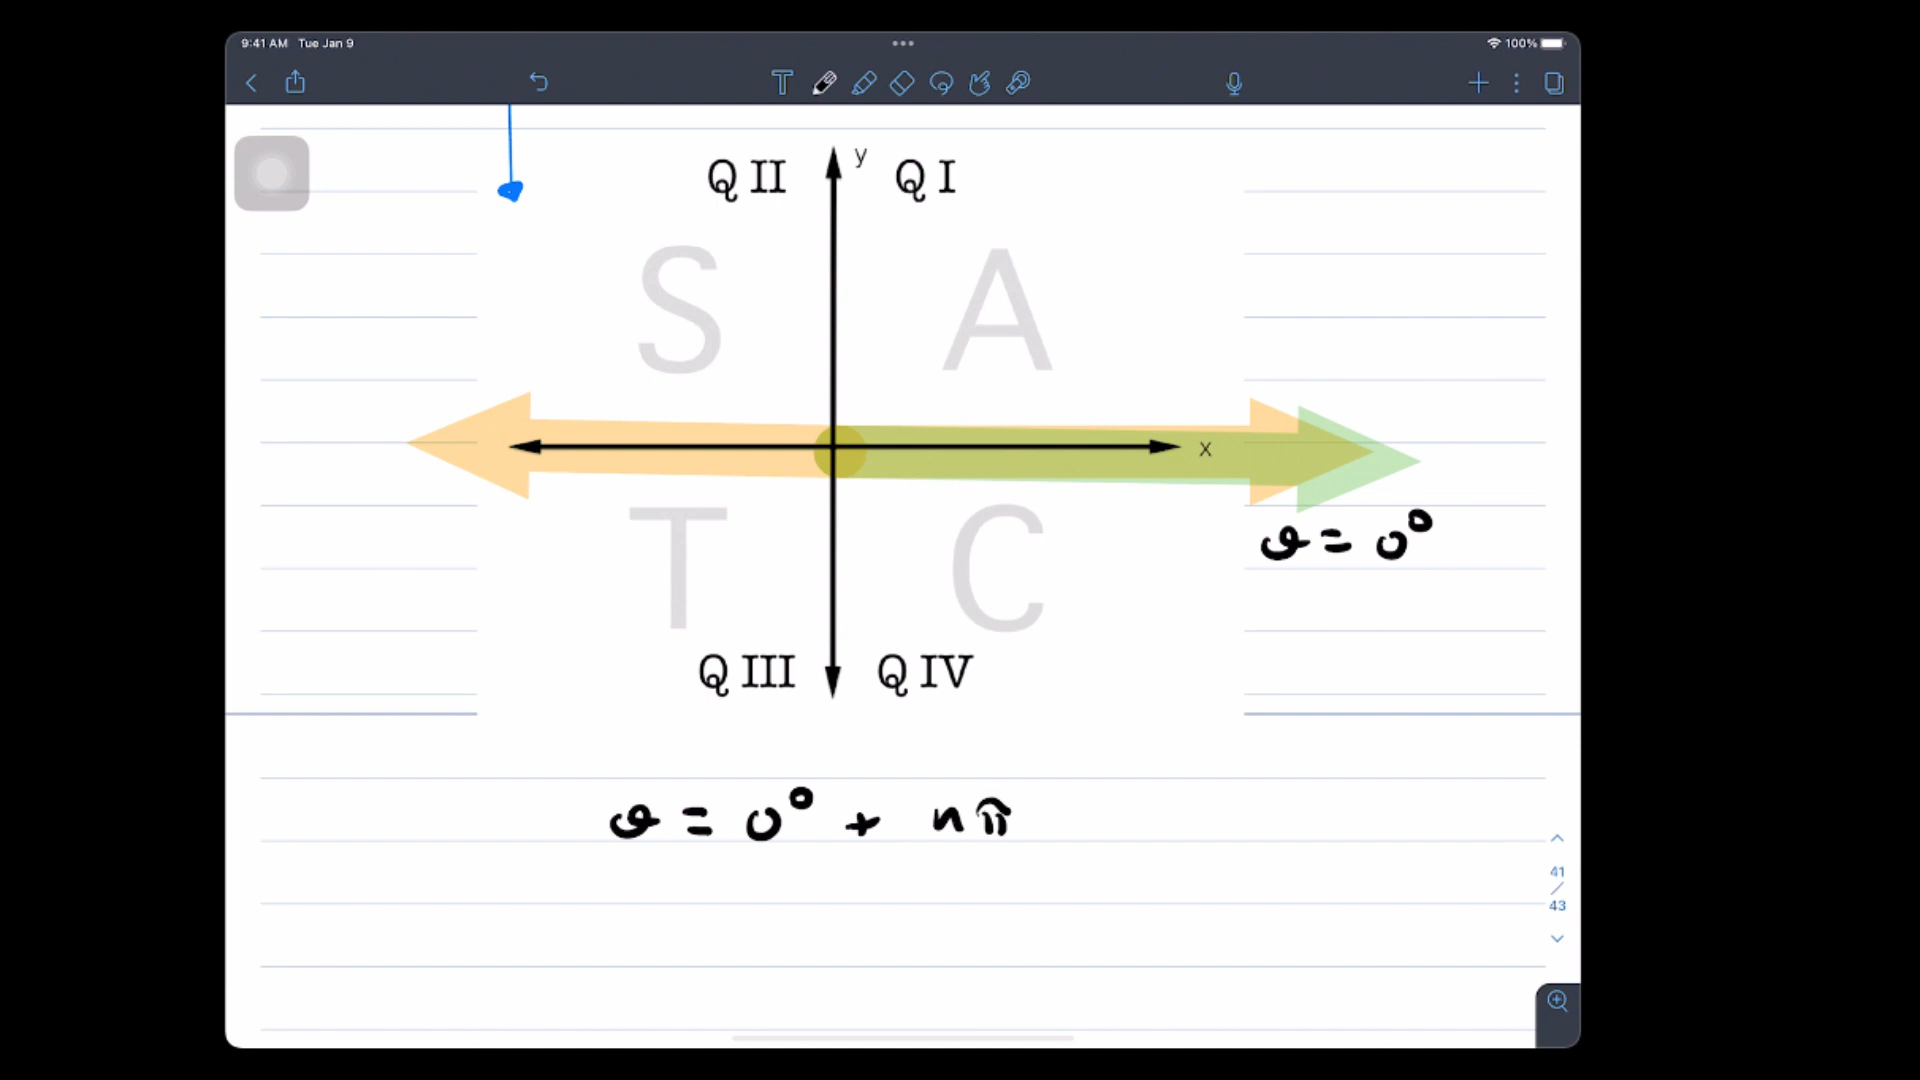 9:41 AM Tue Jan 9
100%
T
Q II y Q I
S A
x
θ = 0°
T C
Q III Q IV
θ = 0° + nπ
41
/
43